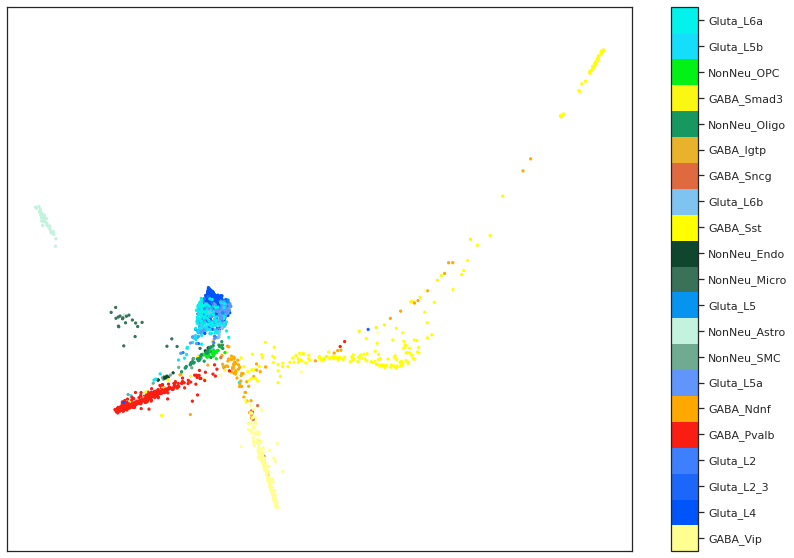 Gluta_L6a
Gluta_L5b
NonNeu_OPC
GABA_Smad3
NonNeu_Oligo
GABA_Igtp
GABA_Sncg
Gluta_L6b
GABA_Sst
NonNeu_Endo
NonNeu_Micro
Gluta_L5
NonNeu_Astro
NonNeu_SMC
Gluta_L5a
GABA_Ndnf
GABA_Pvalb
Gluta_L2
Gluta_L2_3
Gluta_L4
GABA_Vip